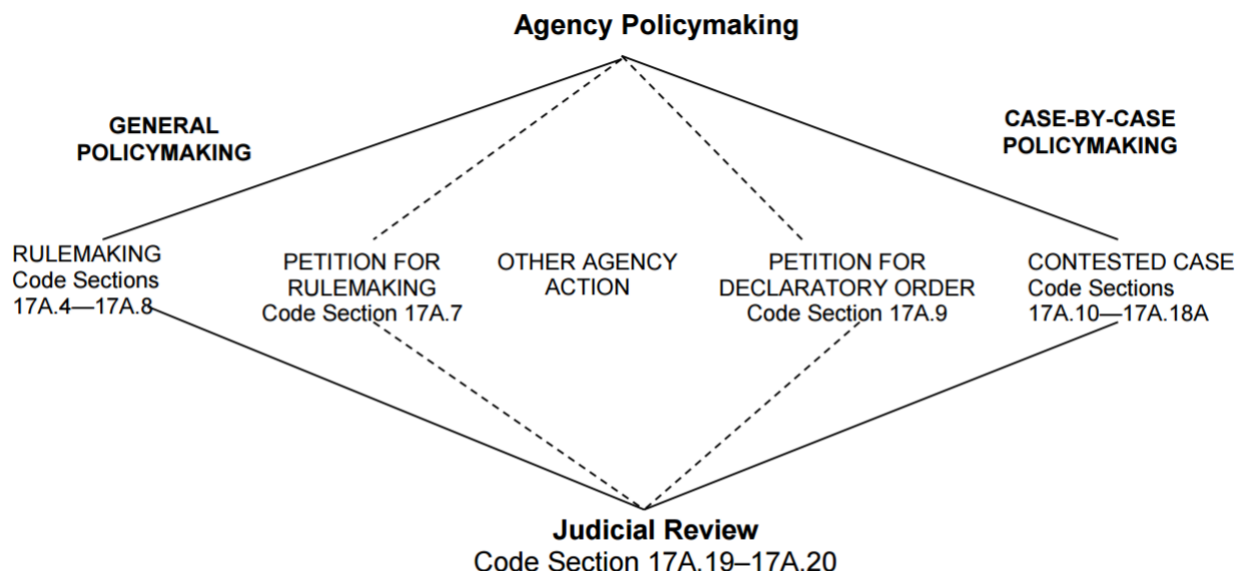 Agency Policymaking
GENERAL
POLICYMAKING
CASE-BY-CASE
POLICYMAKING
RULEMAKING
Code Sections
17A.4—17A.8
PETITION FOR
RULEMAKING
Code Section 17A.7
OTHER AGENCY
ACTION
PETITION FOR
DECLARATORY ORDER
Code Section 17A.9
CONTESTED CASE
Code Sections
17A.10—17A.18A
Judicial Review
Code Section 17A.19–17A.20